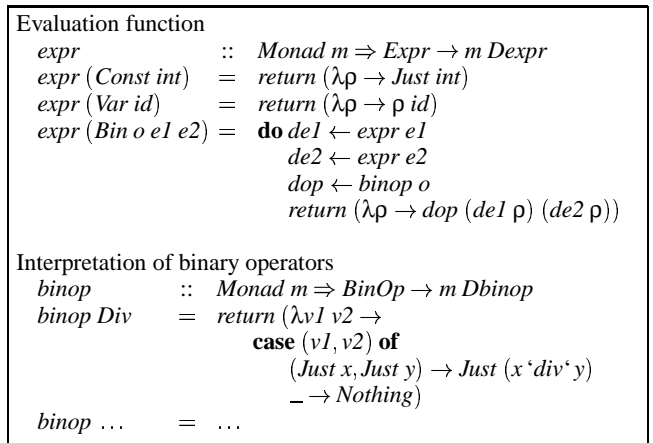 Evaluation function
expr :: Monad m ⇒ Expr → m Dexpr
expr (Const int) = return (λρ → Just int)
expr (Var id) = return (λρ → ρ id)
expr (Bin o e1 e2) = do de1 ← expr e1
de2 ← expr e2
dop ← binop o
return (λρ → dop (de1 ρ) (de2 ρ))
Interpretation of binary operators
binop :: Monad m ⇒ BinOp → m Dbinop
binop Div = return (λv1 v2 →
case (v1, v2) of
(Just x, Just y) → Just (x ‘div‘ y)
_ → Nothing)
binop ... = ...